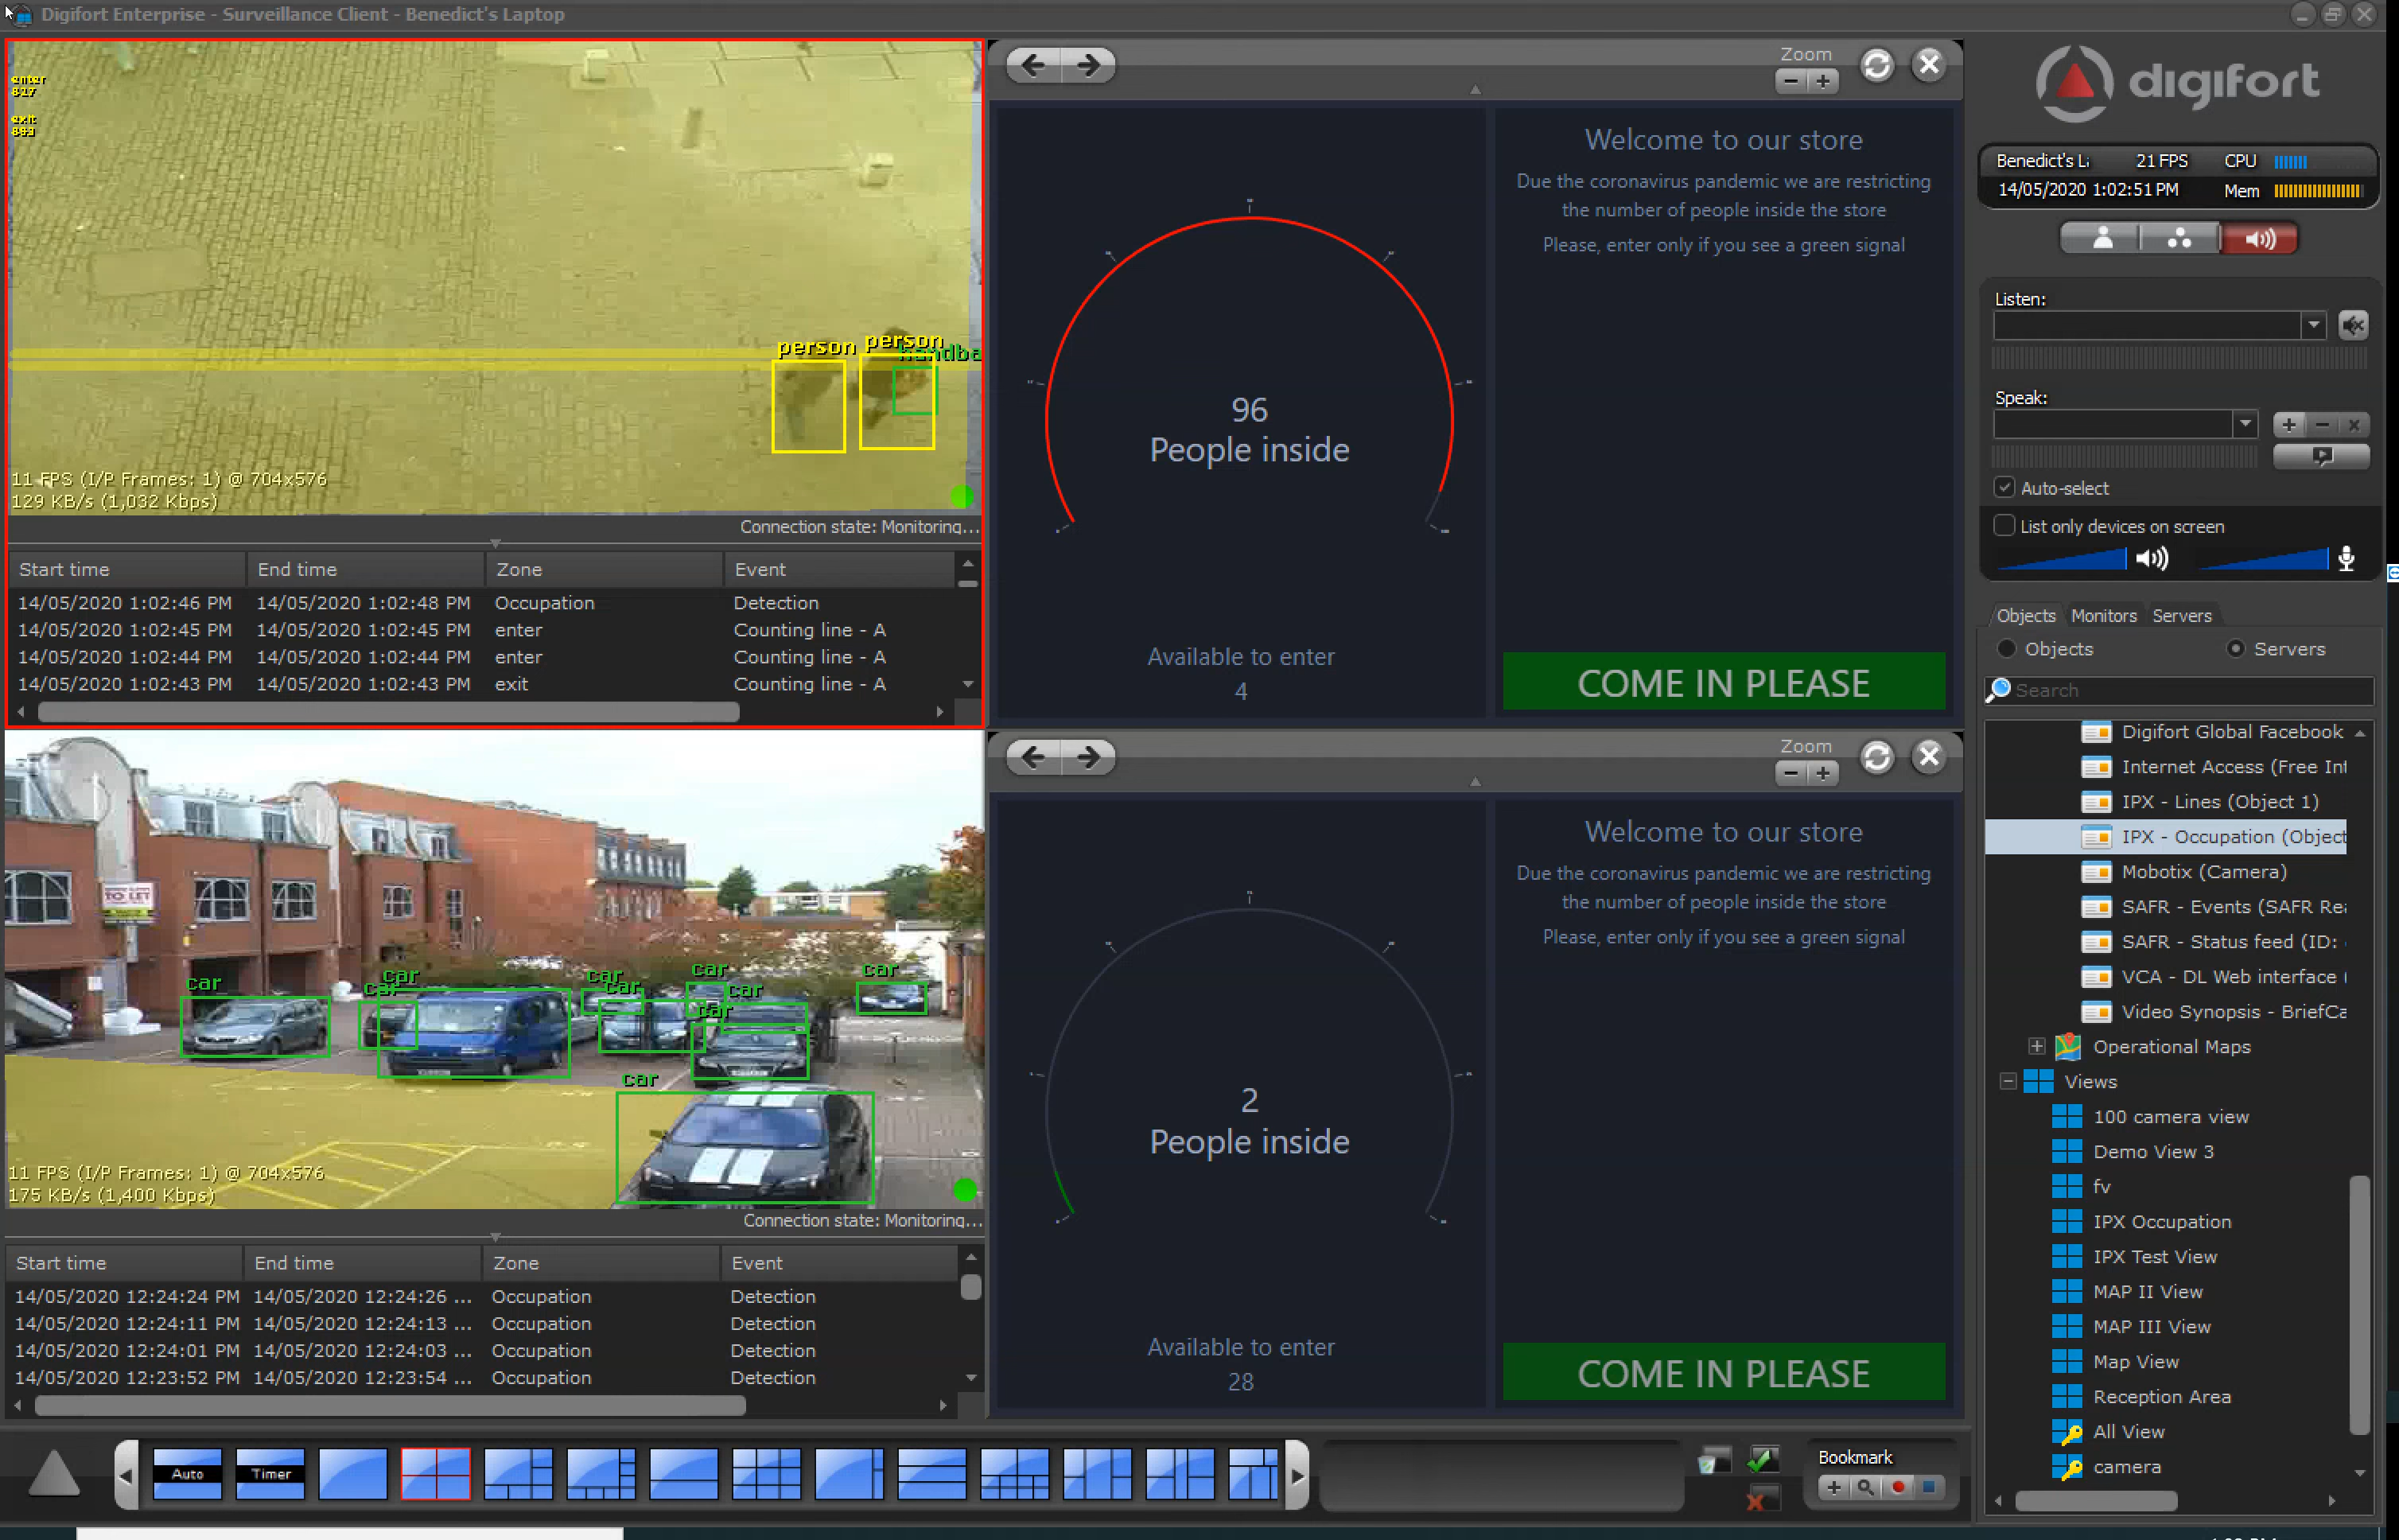 Digifort Enterprise - Surveillance Client - Benedict's Laptop
enter
827
exit
person
person
11 FPS (I/P Frames: 1) @ 704x576
129 KB/s (1,032 Kbps)
Connection state: Monitoring...
Start time End time Zone Event
14/05/2020 1:02:46 PM 14/05/2020 1:02:48 PM Occupation Detection
14/05/2020 1:02:45 PM 14/05/2020 1:02:45 PM enter Counting line - A
14/05/2020 1:02:44 PM 14/05/2020 1:02:44 PM enter Counting line - A
14/05/2020 1:02:43 PM 14/05/2020 1:02:43 PM exit Counting line - A
Zoom
96
People inside
Available to enter
4
Welcome to our store
Due the coronavirus pandemic we are restricting
the number of people inside the store
Please, enter only if you see a green signal
COME IN PLEASE
TO LET
car
car
car
car
car
car
car
car
car
car
11 FPS (I/P Frames: 1) @ 704x576
175 KB/s (1,400 Kbps)
Connection state: Monitoring...
Start time End time Zone Event
14/05/2020 12:24:24 PM 14/05/2020 12:24:26 ... Occupation Detection
14/05/2020 12:24:11 PM 14/05/2020 12:24:13 ... Occupation Detection
14/05/2020 12:24:01 PM 14/05/2020 12:24:03 ... Occupation Detection
14/05/2020 12:23:52 PM 14/05/2020 12:23:54 ... Occupation Detection
Zoom
2
People inside
Available to enter
28
Welcome to our store
Due the coronavirus pandemic we are restricting
the number of people inside the store
Please, enter only if you see a green signal
COME IN PLEASE
Auto
Timer
Bookmark
digifort
Benedict's La 21 FPS CPU
14/05/2020 1:02:51 PM Mem
Listen:
Speak:
Auto-select
List only devices on screen
Objects Monitors Servers
Objects Servers
Search
Digifort Global Facebook
Internet Access (Free Int
IPX - Lines (Object 1)
IPX - Occupation (Object
Mobotix (Camera)
SAFR - Events (SAFR Rea
SAFR - Status feed (ID:
VCA - DL Web interface (
Video Synopsis - BriefCa
Operational Maps
Views
100 camera view
Demo View 3
fv
IPX Occupation
IPX Test View
MAP II View
MAP III View
Map View
Reception Area
All View
camera